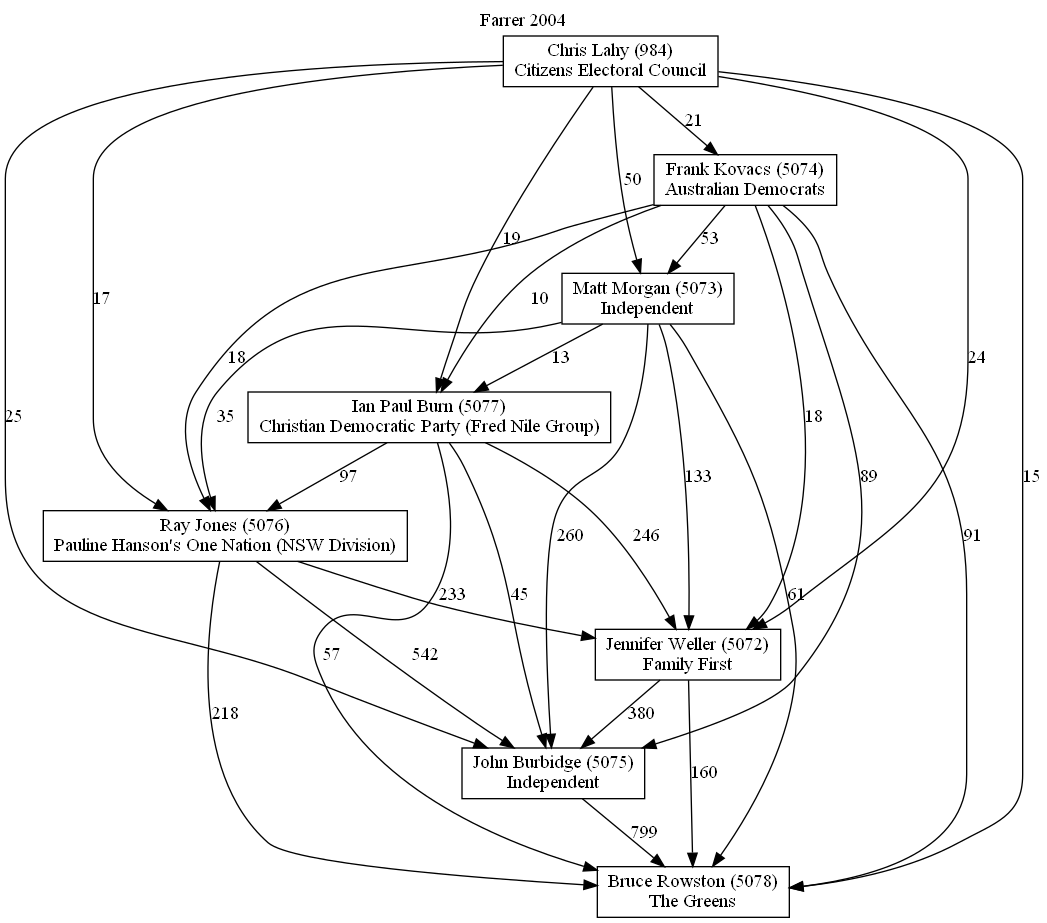 Farrer 2004
Chris Lahy (984)
Citizens Electoral Council
21
Frank Kovacs (5074)
Australian Democrats
50
19
53
17
10
Matt Morgan (5073)
Independent
18
13
24
35
Ian Paul Burn (5077)
Christian Democratic Party (Fred Nile Group)
25
18
97
133
89
15
Ray Jones (5076)
Pauline Hanson's One Nation (NSW Division)
260
246
91
233
45
61
Jennifer Weller (5072)
Family First
57
542
218
380
John Burbidge (5075)
Independent
160
799
Bruce Rowston (5078)
The Greens